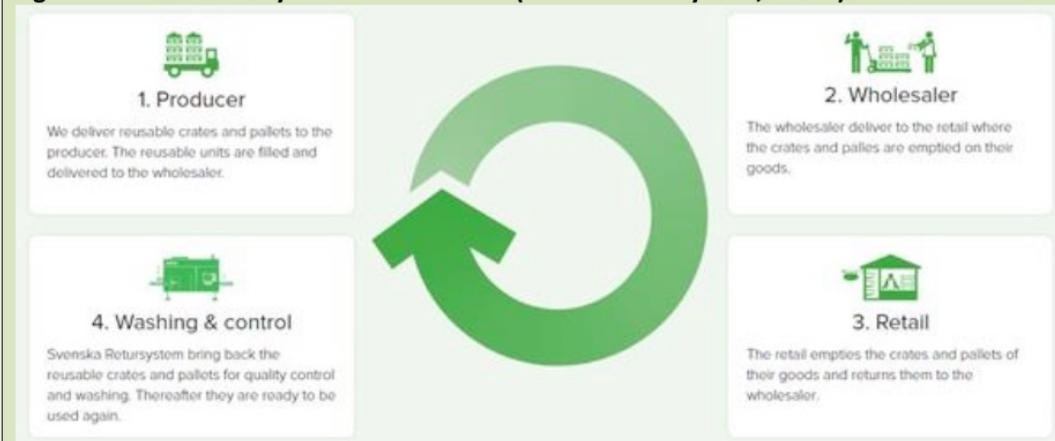 1. Producer
We deliver reusable crates and pallets to the
producer. The reusable units are filled and
delivered to the wholesaler.
2. Wholesaler
The wholesaler deliver to the retail where
the crates and palles are emptied on their
goods.
3. Retail
The retail empties the crates and pallets of
their goods and returns them to the
wholesaler.
4. Washing & control
Svenska Retursystem bring back the
reusable crates and pallets for quality control
and washing. Thereafter they are ready to be
used again.